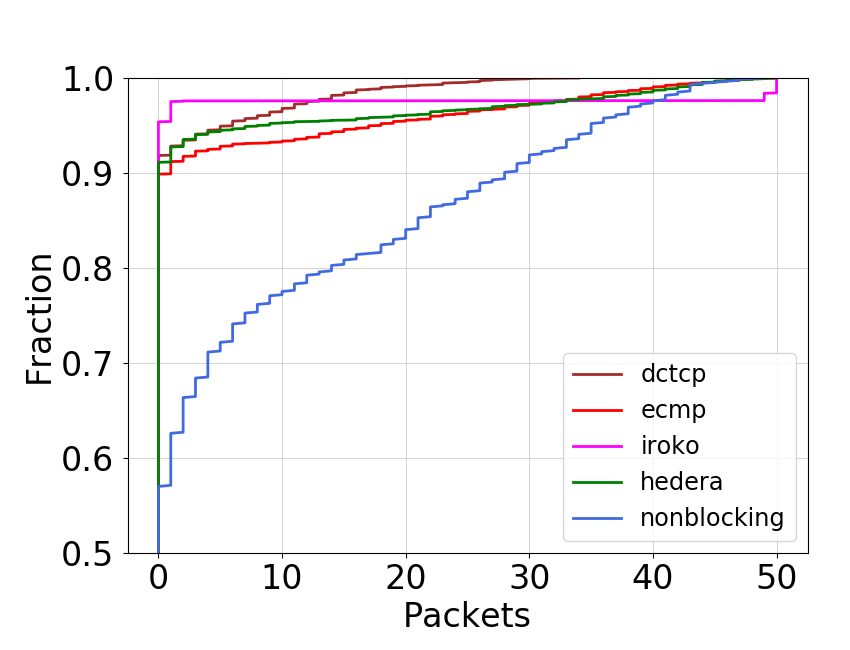 1.0
0.9
0.8
0.7
0.6
0.5
Fraction
0 10 20 30 40 50
Packets
dctcp
ecmp
iroko
hedera
nonblocking